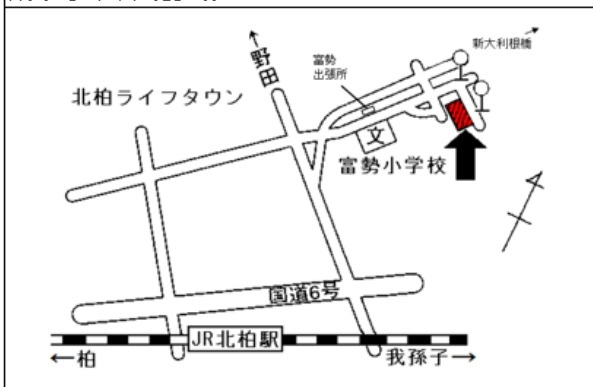 新大利根橋
↑野田
富勢
出張所
北柏ライフタウン
文
富勢小学校
国道6号
JR北柏駅
←柏
我孫子→